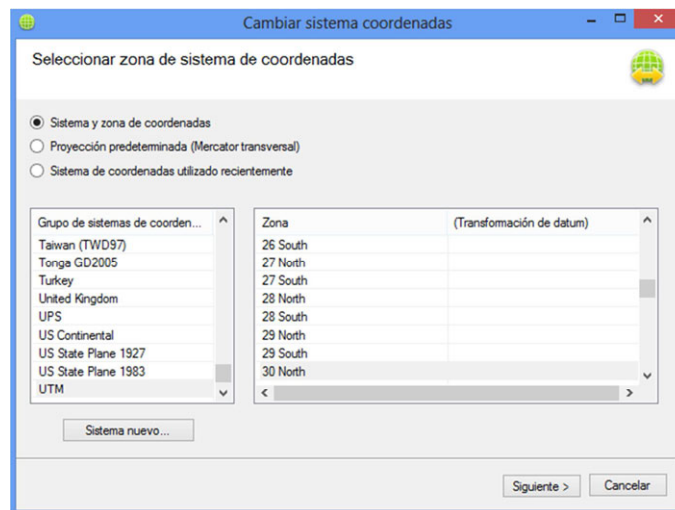 Cambiar sistema coordenadas
Seleccionar zona de sistema de coordenadas
Sistema y zona de coordenadas
Proyección predeterminada (Mercator transversal)
Sistema de coordenadas utilizado recientemente
Grupo de sistemas de coorden...
Taiwan (TWD97)
Tonga GD2005
Turkey
United Kingdom
UPS
US Continental
US State Plane 1927
US State Plane 1983
UTM
Zona (Transformación de datum)
26 South
27 North
27 South
28 North
28 South
29 North
29 South
30 North
Sistema nuevo...
Siguiente > Cancelar